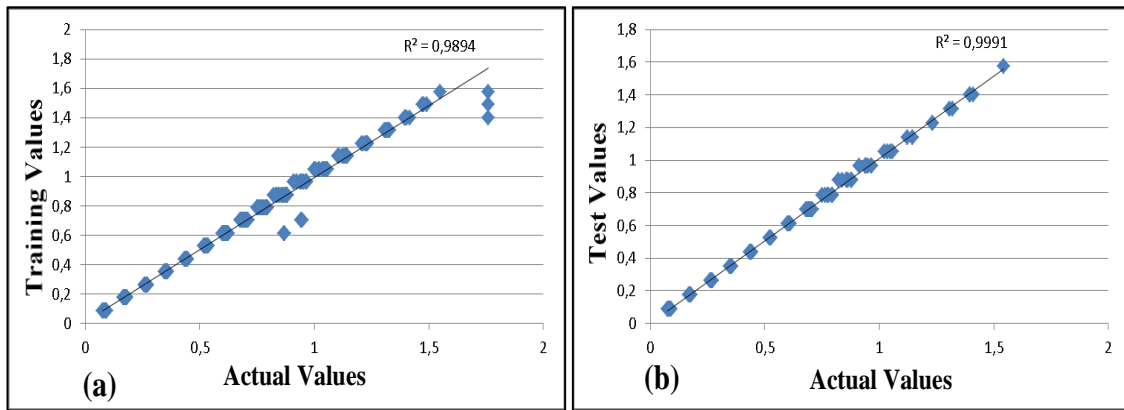 R² = 0,9894
Training Values
2
1,8
1,6
1,4
1,2
1
0,8
0,6
0,4
0,2
0
0 0,5 1 1,5 2
(a) Actual Values
R² = 0,9991
Test Values
1,8
1,6
1,4
1,2
1
0,8
0,6
0,4
0,2
0
0 0,5 1 1,5 2
(b) Actual Values